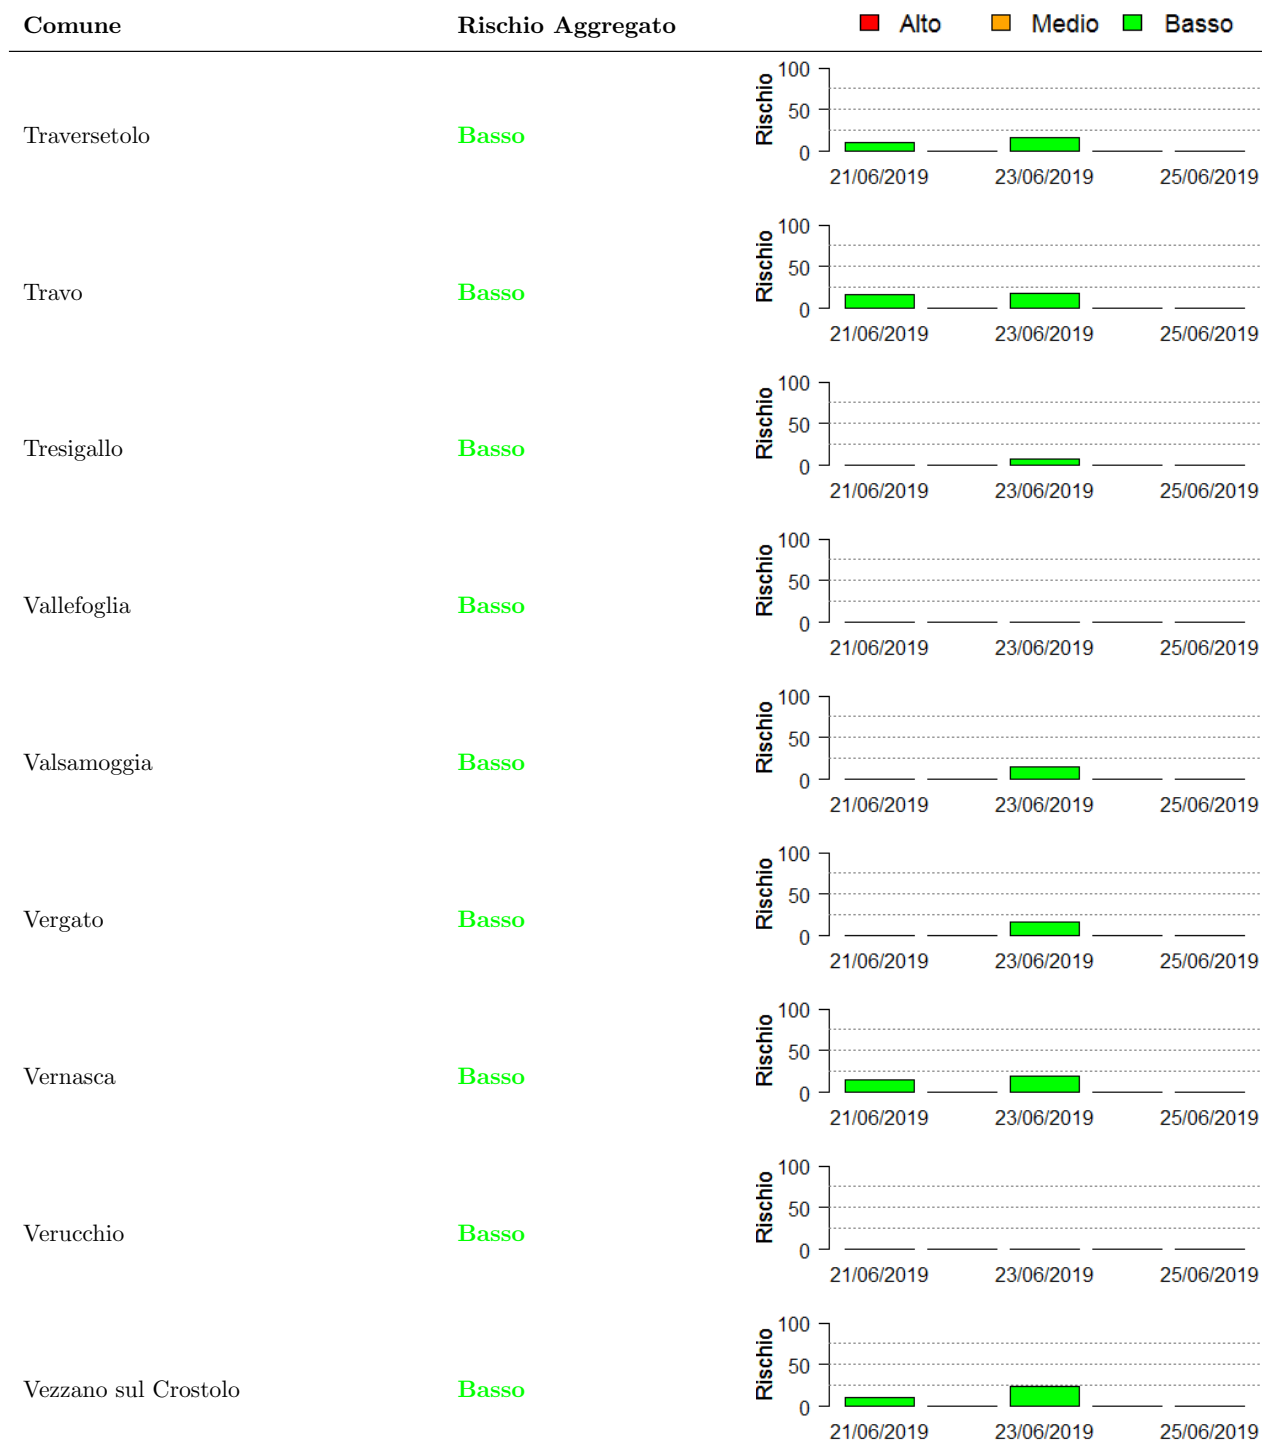 Comune Rischio Aggregato Alto Medio Basso
Traversetolo Basso Rischio 100 50 0
21/06/2019 23/06/2019 25/06/2019
Travo Basso Rischio 100 50 0
21/06/2019 23/06/2019 25/06/2019
Tresigallo Basso Rischio 100 50 0
21/06/2019 23/06/2019 25/06/2019
Vallefoglia Basso Rischio 100 50 0
21/06/2019 23/06/2019 25/06/2019
Valsamoggia Basso Rischio 100 50 0
21/06/2019 23/06/2019 25/06/2019
Vergato Basso Rischio 100 50 0
21/06/2019 23/06/2019 25/06/2019
Vernasca Basso Rischio 100 50 0
21/06/2019 23/06/2019 25/06/2019
Verucchio Basso Rischio 100 50 0
21/06/2019 23/06/2019 25/06/2019
Vezzano sul Crostolo Basso Rischio 100 50 0
21/06/2019 23/06/2019 25/06/2019